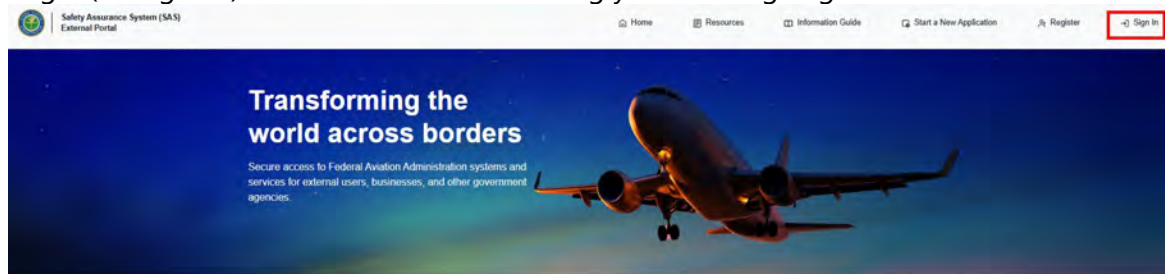 Safety Assurance System (SAS)
External Portal
Home
Resources
Information Guide
Start a New Application
Register
Sign In
Transforming the
world across borders
Secure access to Federal Aviation Administration systems and
services for external users, businesses, and other government
agencies.